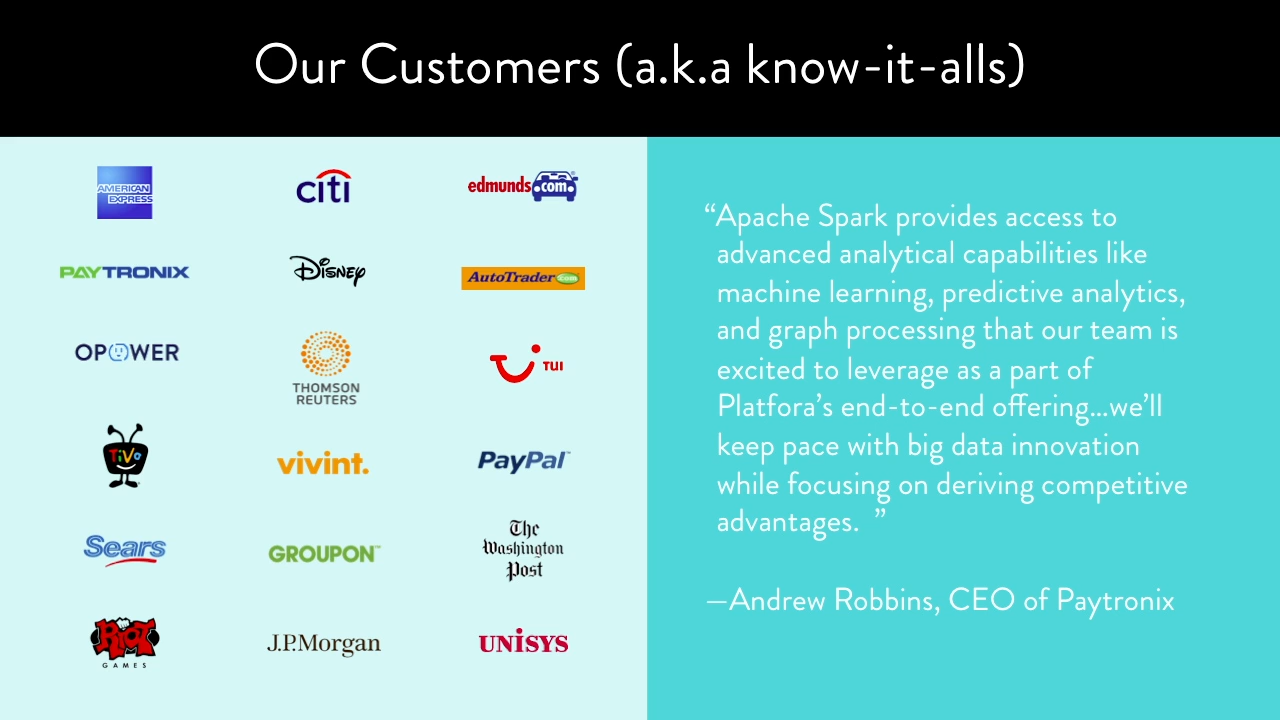 Our Customers (a.k.a know-it-alls)
AMERICAN
EXPRESS
citi
edmunds.com
PAYTRONIX
Disney
AutoTrader.com
OPOWER
THOMSON
REUTERS
TUI
TiVo
vivint.
PayPal™
Sears
GROUPON™
The
Washington
Post
RIOT
GAMES
J.P.Morgan
UNISYS
“Apache Spark provides access to
advanced analytical capabilities like
machine learning, predictive analytics,
and graph processing that our team is
excited to leverage as a part of
Platfora’s end-to-end offering...we’ll
keep pace with big data innovation
while focusing on deriving competitive
advantages. ”
—Andrew Robbins, CEO of Paytronix